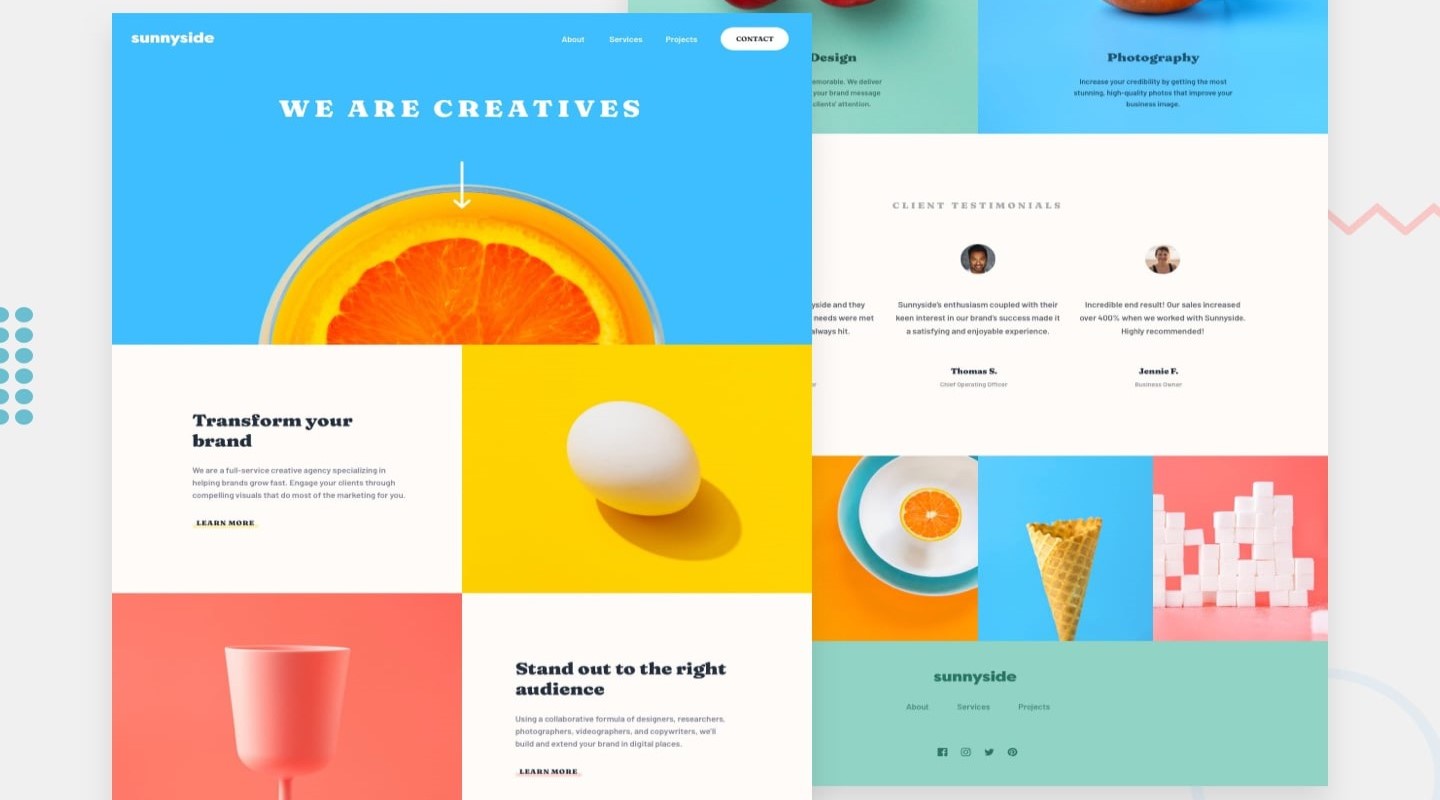 sunnyside
About
Services
Projects
CONTACT
WE ARE CREATIVES
Transform your
brand
We are a full-service creative agency specializing in
helping brands grow fast. Engage your clients through
compelling visuals that do most of the marketing for you.
LEARN MORE
Stand out to the right
audience
Using a collaborative formula of designers, researchers,
photographers, videographers, and copywriters, we'll
build and extend your brand in digital places.
LEARN MORE
Design
emorable. We deliver
your brand message
clients' attention.
Photography
Increase your credibility by getting the most
stunning, high-quality photos that improve your
business image.
CLIENT TESTIMONIALS
yside and they
needs were met
always hit.
Sunnyside's enthusiasm coupled with their
keen interest in our brand's success made it
a satisfying and enjoyable experience.
Thomas S.
Chief Operating Officer
Incredible end result! Our sales increased
over 400% when we worked with Sunnyside.
Highly recommended!
Jennie F.
Business Owner
sunnyside
About
Services
Projects